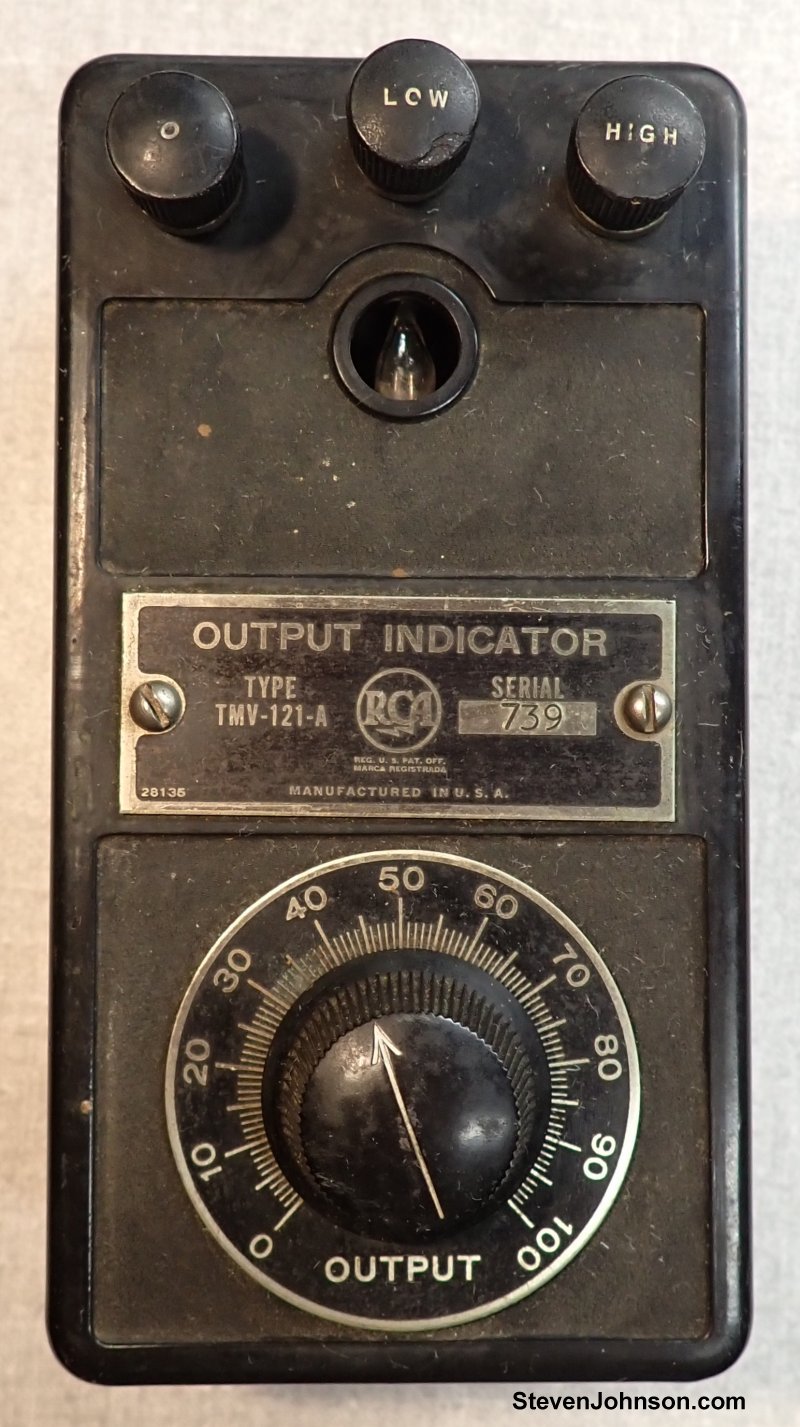 O
LOW
HIGH
OUTPUT INDICATOR
TYPE
TMV-121-A
RCA
SERIAL
739
REG. U. S. PAT. OFF.
MARCA REGISTRADA
28135
MANUFACTURED IN U. S. A.
0
10
20
30
40
50
60
70
80
90
100
OUTPUT
StevenJohnson.com